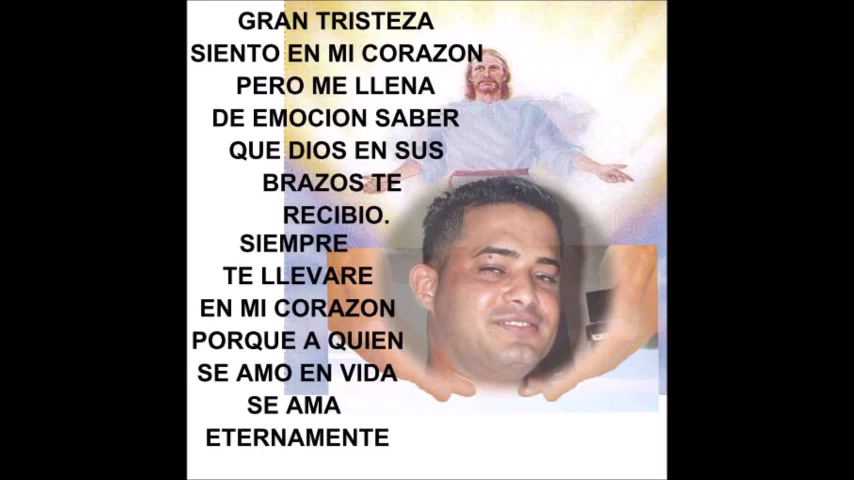 GRAN TRISTEZA
SIENTO EN MI CORAZON
PERO ME LLENA
DE EMOCION SABER
QUE DIOS EN SUS
BRAZOS TE
RECIBIO.
SIEMPRE
TE LLEVARE
EN MI CORAZON
PORQUE A QUIEN
SE AMO EN VIDA
SE AMA
ETERNAMENTE